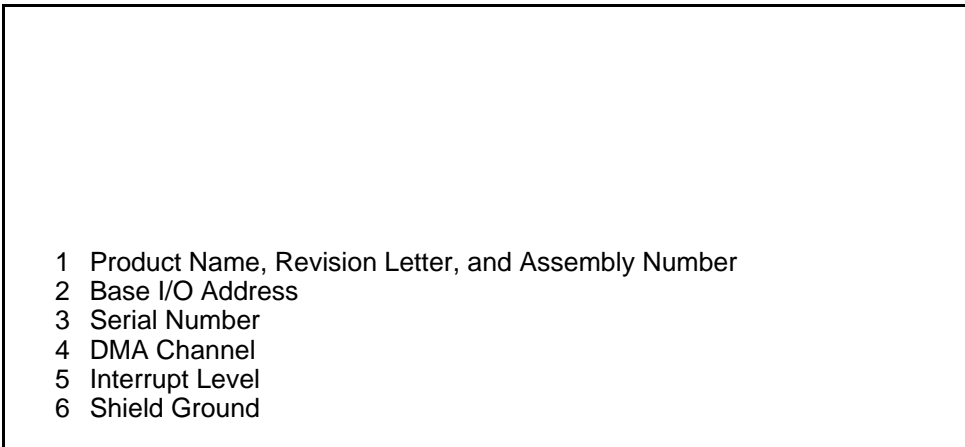 1 Product Name, Revision Letter, and Assembly Number
2 Base I/O Address
3 Serial Number
4 DMA Channel
5 Interrupt Level
6 Shield Ground